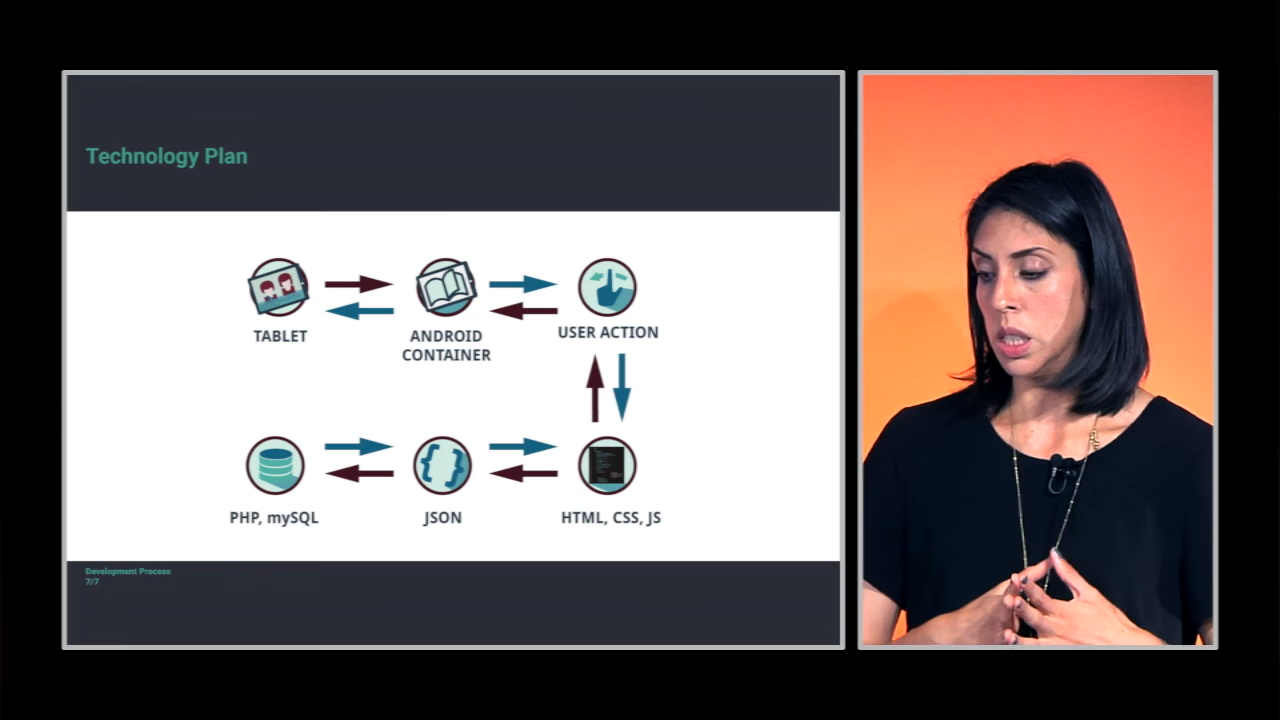 Technology Plan
TABLET
ANDROID
CONTAINER
USER ACTION
PHP, mySQL
JSON
HTML, CSS, JS
Development Process
7/7